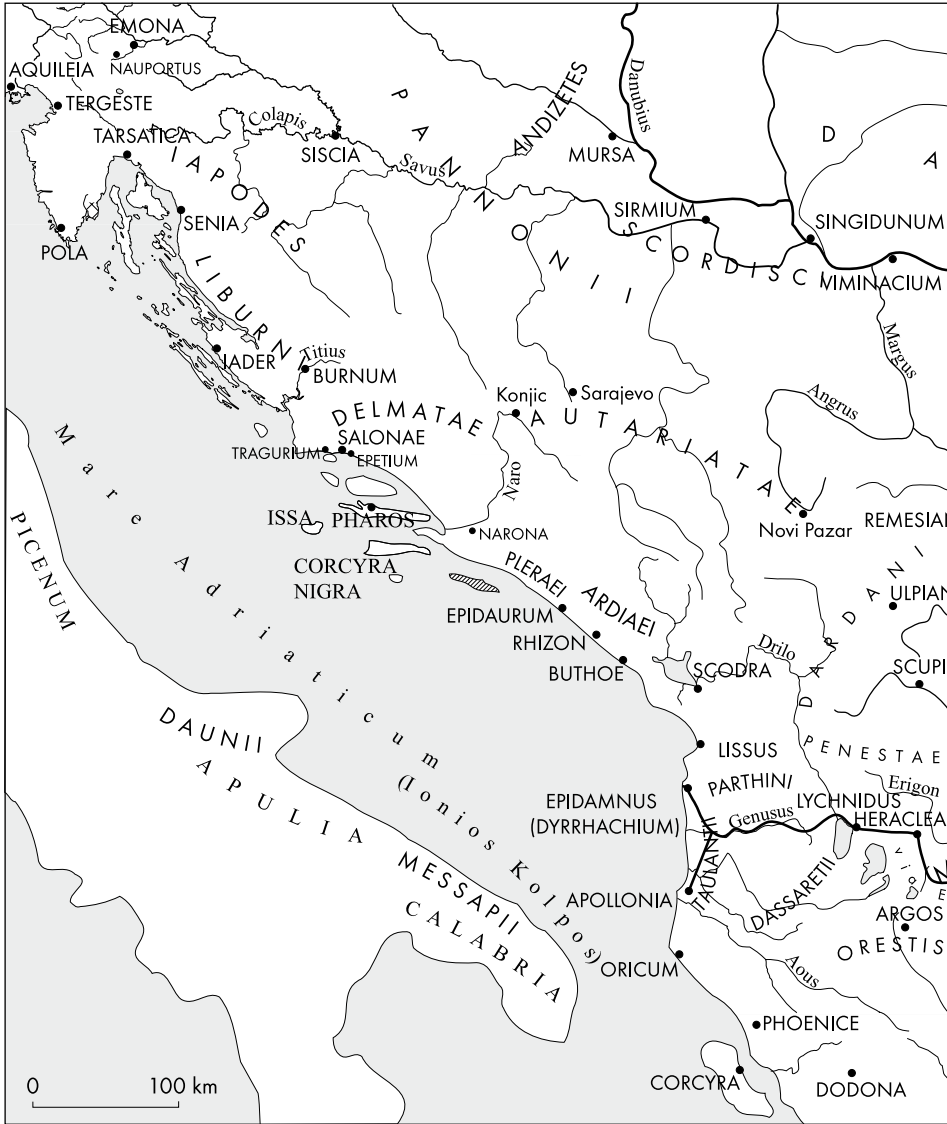 EMONA
NAUPORTUS
AQUILEIA
TERGESTE
TARSATICA
Colapis
SISCIA
PANNONII
ANDIZETES
Danubius
MURSA
D A
IAPODES
Savus
I
POLA
SENIA
SIRMIUM
SINGIDUNUM
SCORDISCI
VIMINACIUM
LIBURNI
IADER
Titius
BURNUM
Margus
Konjic
Sarajevo
Angrus
DELMATAE
AUTARIATAE
TRAGURIUM
SALONAE
EPETIUM
Naro
Mare Adriaticum
(Ionios Kolpos)
ISSA
PHAROS
NARONA
Novi Pazar
REMESIAN
PICENUM
CORCYRA
NIGRA
PLERAEI
ARDIAEI
DARDANI
ULPIAN
EPIDAURUM
RHIZON
BUTHOE
Drilo
SCODRA
SCUPI
DAUNII
APULIA
LISSUS
PENESTAE
PARTHINI
Erigon
EPIDAMNUS
(DYRRHACHIUM)
Genusus
LYCHNIDUS
HERACLEA
TAULANTII
Via
E
MESSAPII
CALABRIA
APOLLONIA
DASSARETII
ARGOS
ORESTIS
ORICUM
Aous
PHOENICE
CORCYRA
DODONA
0 100 km